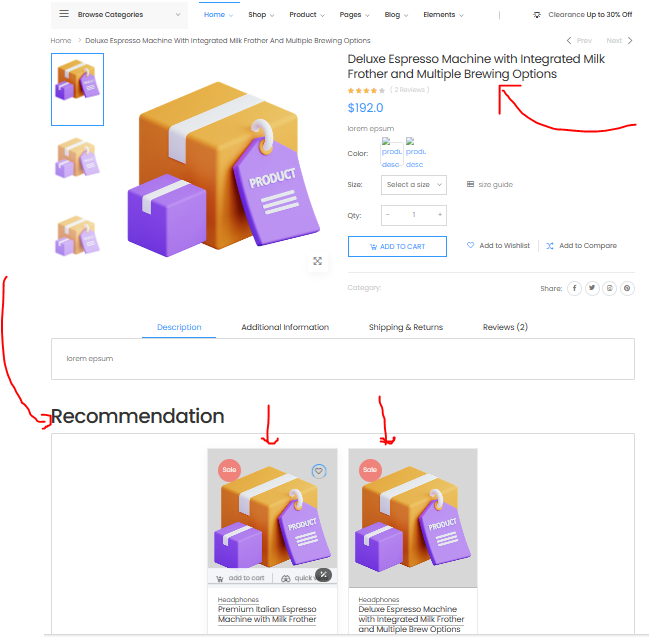 Browse Categories
Home
Shop
Product
Pages
Blog
Elements
Clearance Up to 30% Off
Home > Deluxe Espresso Machine With Integrated Milk Frother And Multiple Brewing Options
Prev
Next
Deluxe Espresso Machine with Integrated Milk
Frother and Multiple Brewing Options
( 2 Reviews )
$192.0
lorem epsum
Color:
produ
desc
produ
desc
Size:
Select a size
size guide
Qty:
− 1 +
ADD TO CART
Add to Wishlist
Add to Compare
Category:
Share:
PRODUCT
Description
Additional Information
Shipping & Returns
Reviews (2)
lorem epsum
Recommendation
Sale
PRODUCT
add to cart
quick
Headphones
Premium Italian Espresso
Machine with Milk Frother
Sale
PRODUCT
Headphones
Deluxe Espresso Machine
with Integrated Milk Frother
and Multiple Brew Options